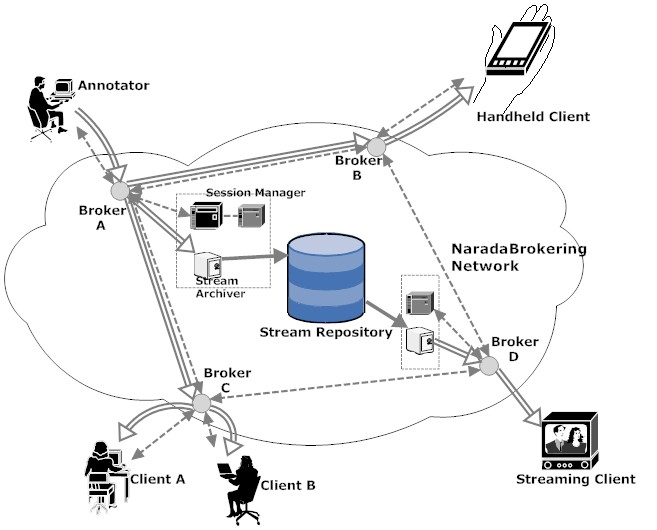 Annotator
Handheld Client
Broker
B
Broker
A
Session Manager
NaradaBrokering
Network
Stream
Archiver
Stream Repository
Broker
D
Broker
C
Client A
Client B
Streaming Client